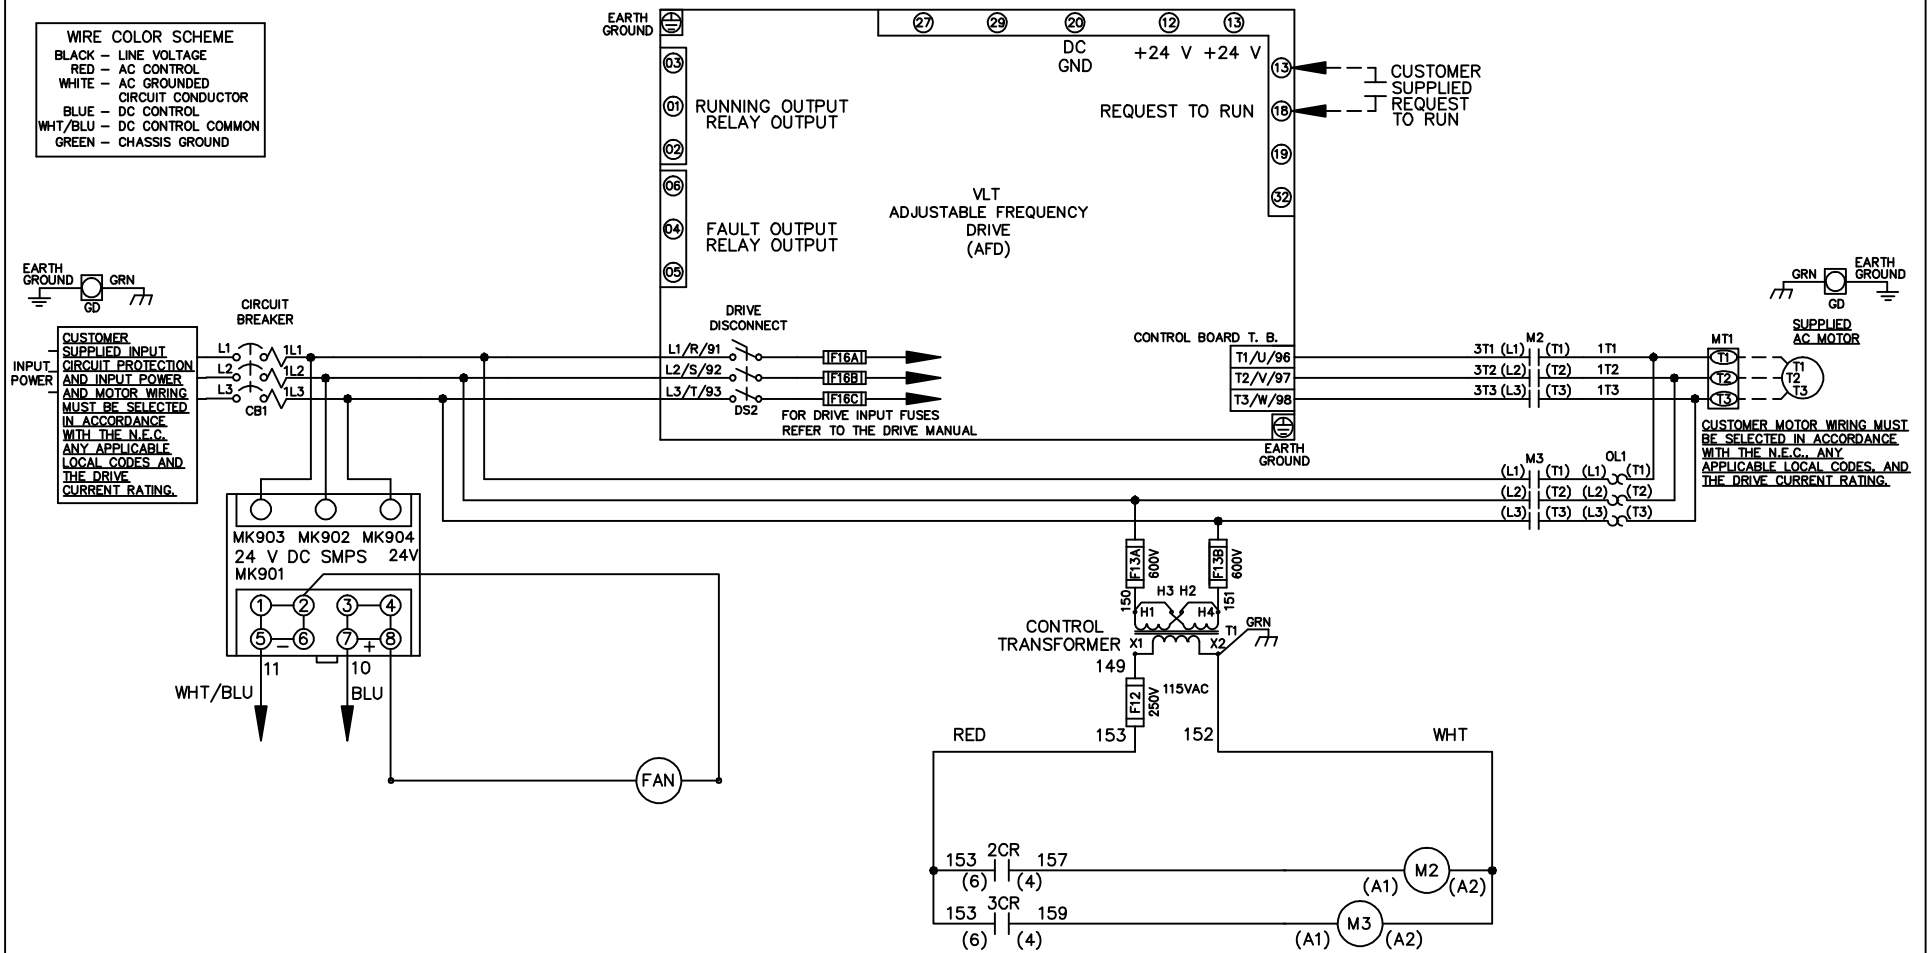 WIRE COLOR SCHEME
BLACK – LINE VOLTAGE
RED – AC CONTROL
WHITE – AC GROUNDED
CIRCUIT CONDUCTOR
BLUE – DC CONTROL
WHT/BLU – DC CONTROL COMMON
GREEN – CHASSIS GROUND
EARTH
GROUND
27 29 20 12 13
DC
GND
+24 V +24 V
03
01
02
RUNNING OUTPUT
RELAY OUTPUT
06
04
05
FAULT OUTPUT
RELAY OUTPUT
REQUEST TO RUN
13
18
19
32
CUSTOMER
SUPPLIED
REQUEST
TO RUN
VLT
ADJUSTABLE FREQUENCY
DRIVE
(AFD)
EARTH
GROUND
GRN
GD
CIRCUIT
BREAKER
INPUT
POWER
CUSTOMER
SUPPLIED INPUT
CIRCUIT PROTECTION
AND INPUT POWER
AND MOTOR WIRING
MUST BE SELECTED
IN ACCORDANCE
WITH THE N.E.C.
ANY APPLICABLE
LOCAL CODES AND
THE DRIVE
CURRENT RATING.
L1 1L1
L2 1L2
L3 1L3
CB1
DRIVE
DISCONNECT
L1/R/91 F16A
L2/S/92 F16B
L3/T/93 F16C
DS2
FOR DRIVE INPUT FUSES
REFER TO THE DRIVE MANUAL
CONTROL BOARD T. B.
T1/U/96
T2/V/97
T3/W/98
EARTH
GROUND
M2
3T1 (L1) (T1) 1T1
3T2 (L2) (T2) 1T2
3T3 (L3) (T3) 1T3
MT1
T1
T2
T3
GRN
EARTH
GROUND
GD
SUPPLIED
AC MOTOR
T1
T2
T3
CUSTOMER MOTOR WIRING MUST
BE SELECTED IN ACCORDANCE
WITH THE N.E.C., ANY
APPLICABLE LOCAL CODES, AND
THE DRIVE CURRENT RATING.
M3 OL1
(L1) (T1) (L1) (T1)
(L2) (T2) (L2) (T2)
(L3) (T3) (L3) (T3)
MK903 MK902 MK904
24 V DC SMPS 24V
MK901
1 2 3 4
5 6 7 8
– +
11 10
WHT/BLU BLU
FAN
F13A 600V F13B 600V
150 151
H3 H2
H1 H4
CONTROL
TRANSFORMER
T1
GRN
X1 X2
149
F12 250V
115VAC
153 152
RED WHT
153 2CR 157
(6) (4)
M2
(A1) (A2)
153 3CR 159
(6) (4)
M3
(A1) (A2)